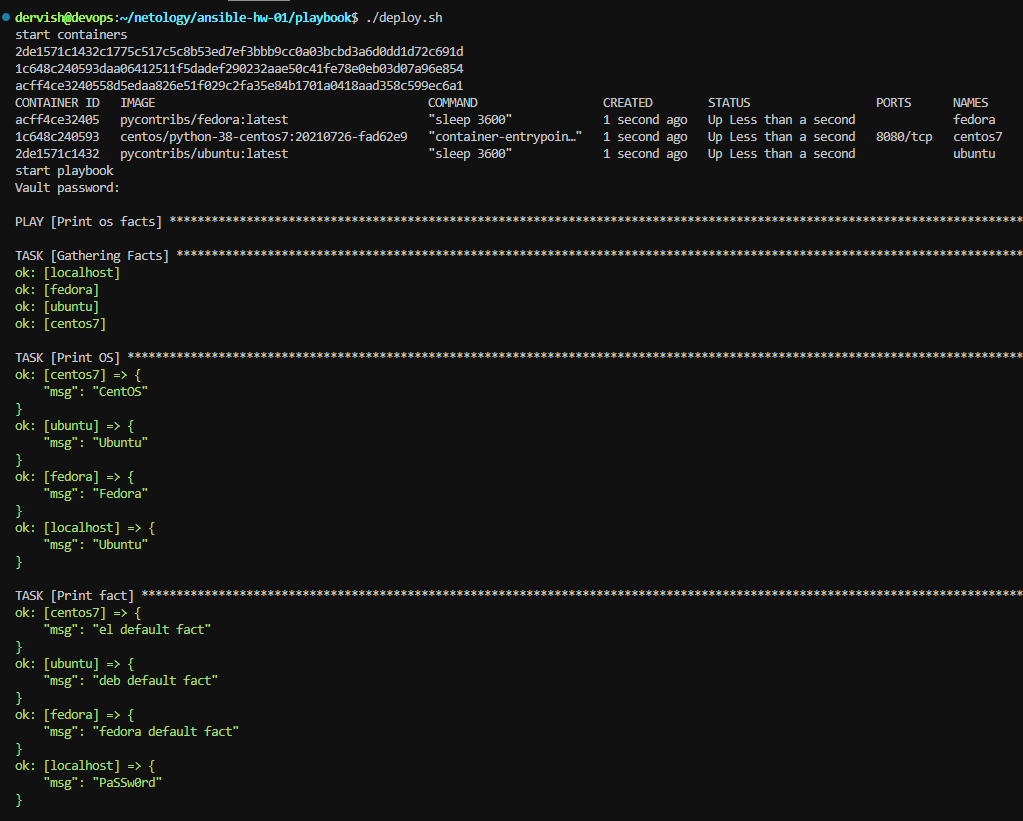 dervish@devops:~/netology/ansible-hw-01/playbook$ ./deploy.sh
start containers
2de1571c1432c1775c517c5c8b53ed7ef3bbb9cc0a03bcbd3a6d0dd1d72c691d
1c648c240593daa06412511f5dadef290232aae50c41fe78e0eb03d07a96e854
acff4ce3240558d5edaa826e51f029c2fa35e84b1701a0418aad358c599ec6a1
CONTAINER ID   IMAGE                                       COMMAND                  CREATED        STATUS                  PORTS      NAMES
acff4ce32405   pycontribs/fedora:latest                    "sleep 3600"             1 second ago   Up Less than a second              fedora
1c648c240593   centos/python-38-centos7:20210726-fad62e9   "container-entrypoin…"   1 second ago   Up Less than a second   8080/tcp   centos7
2de1571c1432   pycontribs/ubuntu:latest                    "sleep 3600"             1 second ago   Up Less than a second              ubuntu
start playbook
Vault password:
PLAY [Print os facts] **************************************************************************************************************************
TASK [Gathering Facts] *************************************************************************************************************************
ok: [localhost]
ok: [fedora]
ok: [ubuntu]
ok: [centos7]
TASK [Print OS] ********************************************************************************************************************************
ok: [centos7] => {
    "msg": "CentOS"
}
ok: [ubuntu] => {
    "msg": "Ubuntu"
}
ok: [fedora] => {
    "msg": "Fedora"
}
ok: [localhost] => {
    "msg": "Ubuntu"
}
TASK [Print fact] ******************************************************************************************************************************
ok: [centos7] => {
    "msg": "el default fact"
}
ok: [ubuntu] => {
    "msg": "deb default fact"
}
ok: [fedora] => {
    "msg": "fedora default fact"
}
ok: [localhost] => {
    "msg": "PaSSw0rd"
}